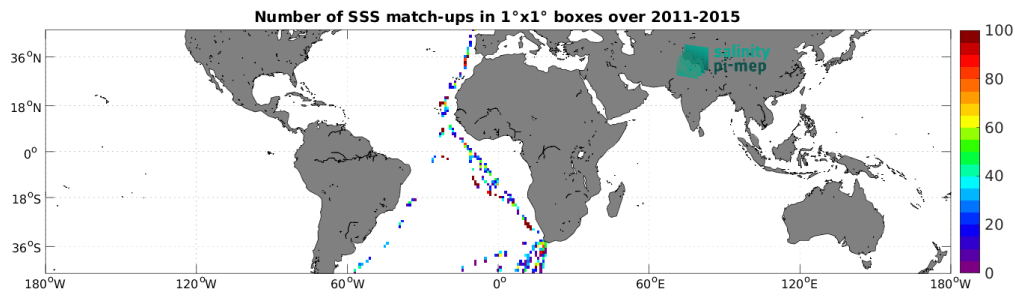 Number of SSS match-ups in 1°x1° boxes over 2011-2015
salinity
pi-mep
36°N
18°N
0°
18°S
36°S
180°W 120°W 60°W 0° 60°E 120°E 180°W
100
80
60
40
20
0